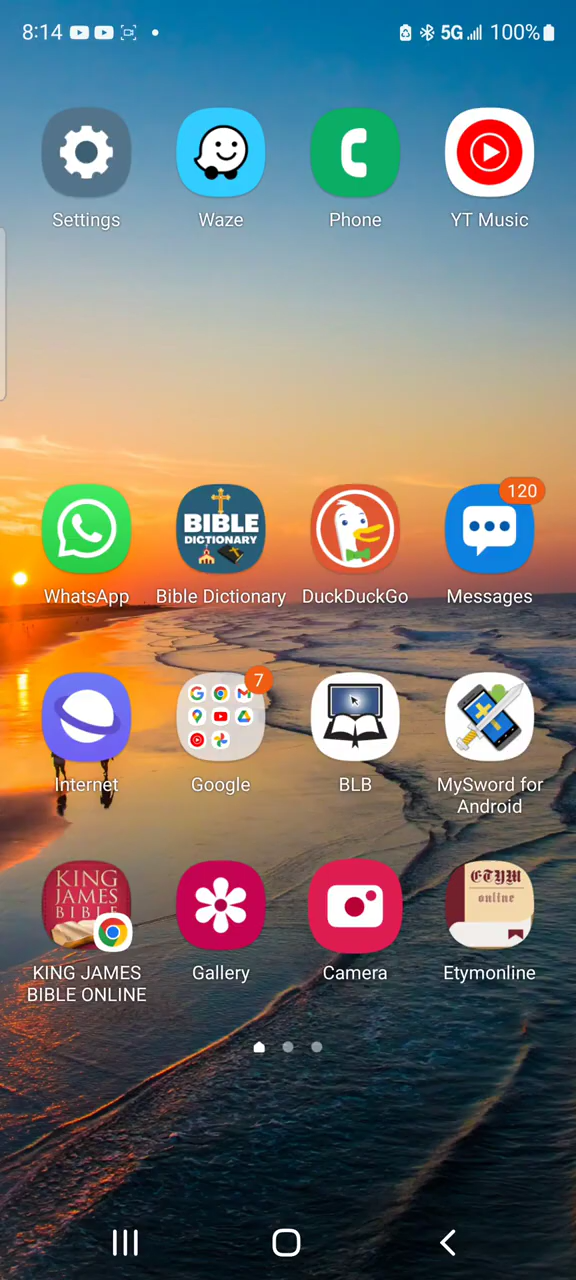 8:14 5G 100%
Settings Waze Phone YT Music
120
BIBLE
DICTIONARY
WhatsApp Bible Dictionary DuckDuckGo Messages
7
Internet Google BLB MySword for
Android
KING
JAMES
BIBLE
ETYM
online
KING JAMES
BIBLE ONLINE
Gallery Camera Etymonline